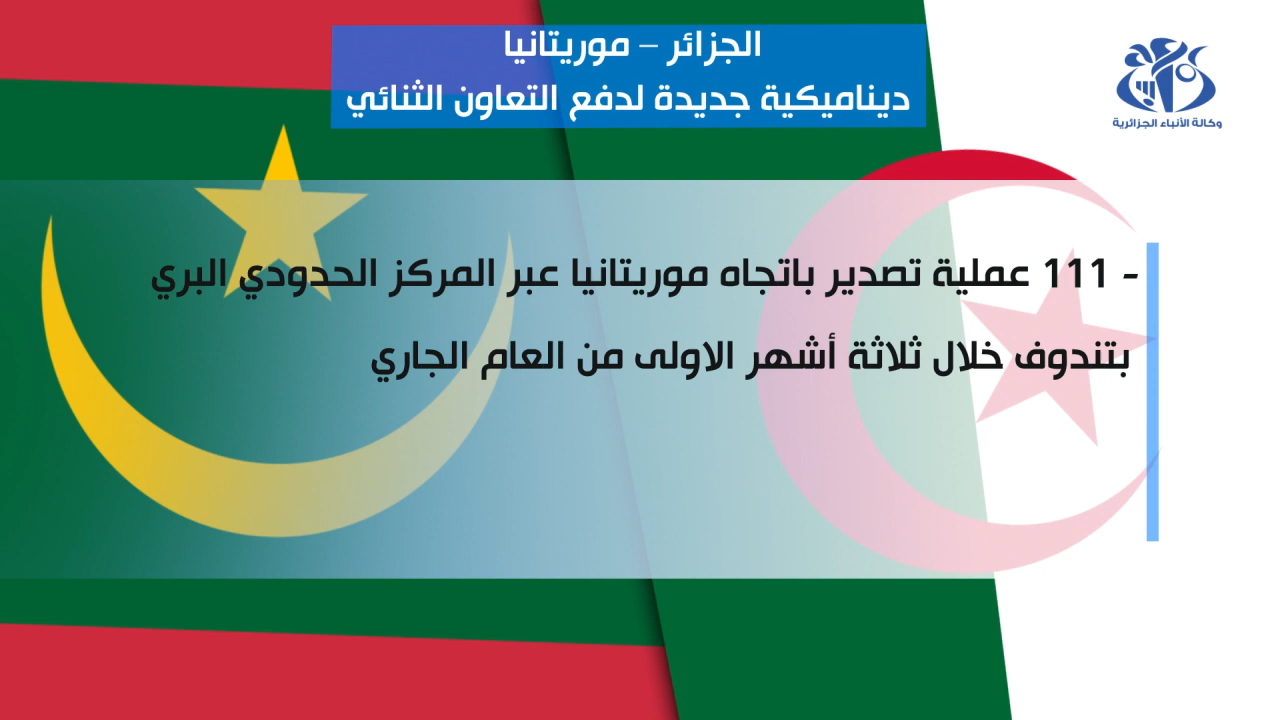 الجزائر – موريتانيا
ديناميكية جديدة لدفع التعاون الثنائي
وكالة الأنباء الجزائرية
- 111 عملية تصدير باتجاه موريتانيا عبر المركز الحدودي البري
بتندوف خلال ثلاثة أشهر الاولى من العام الجاري